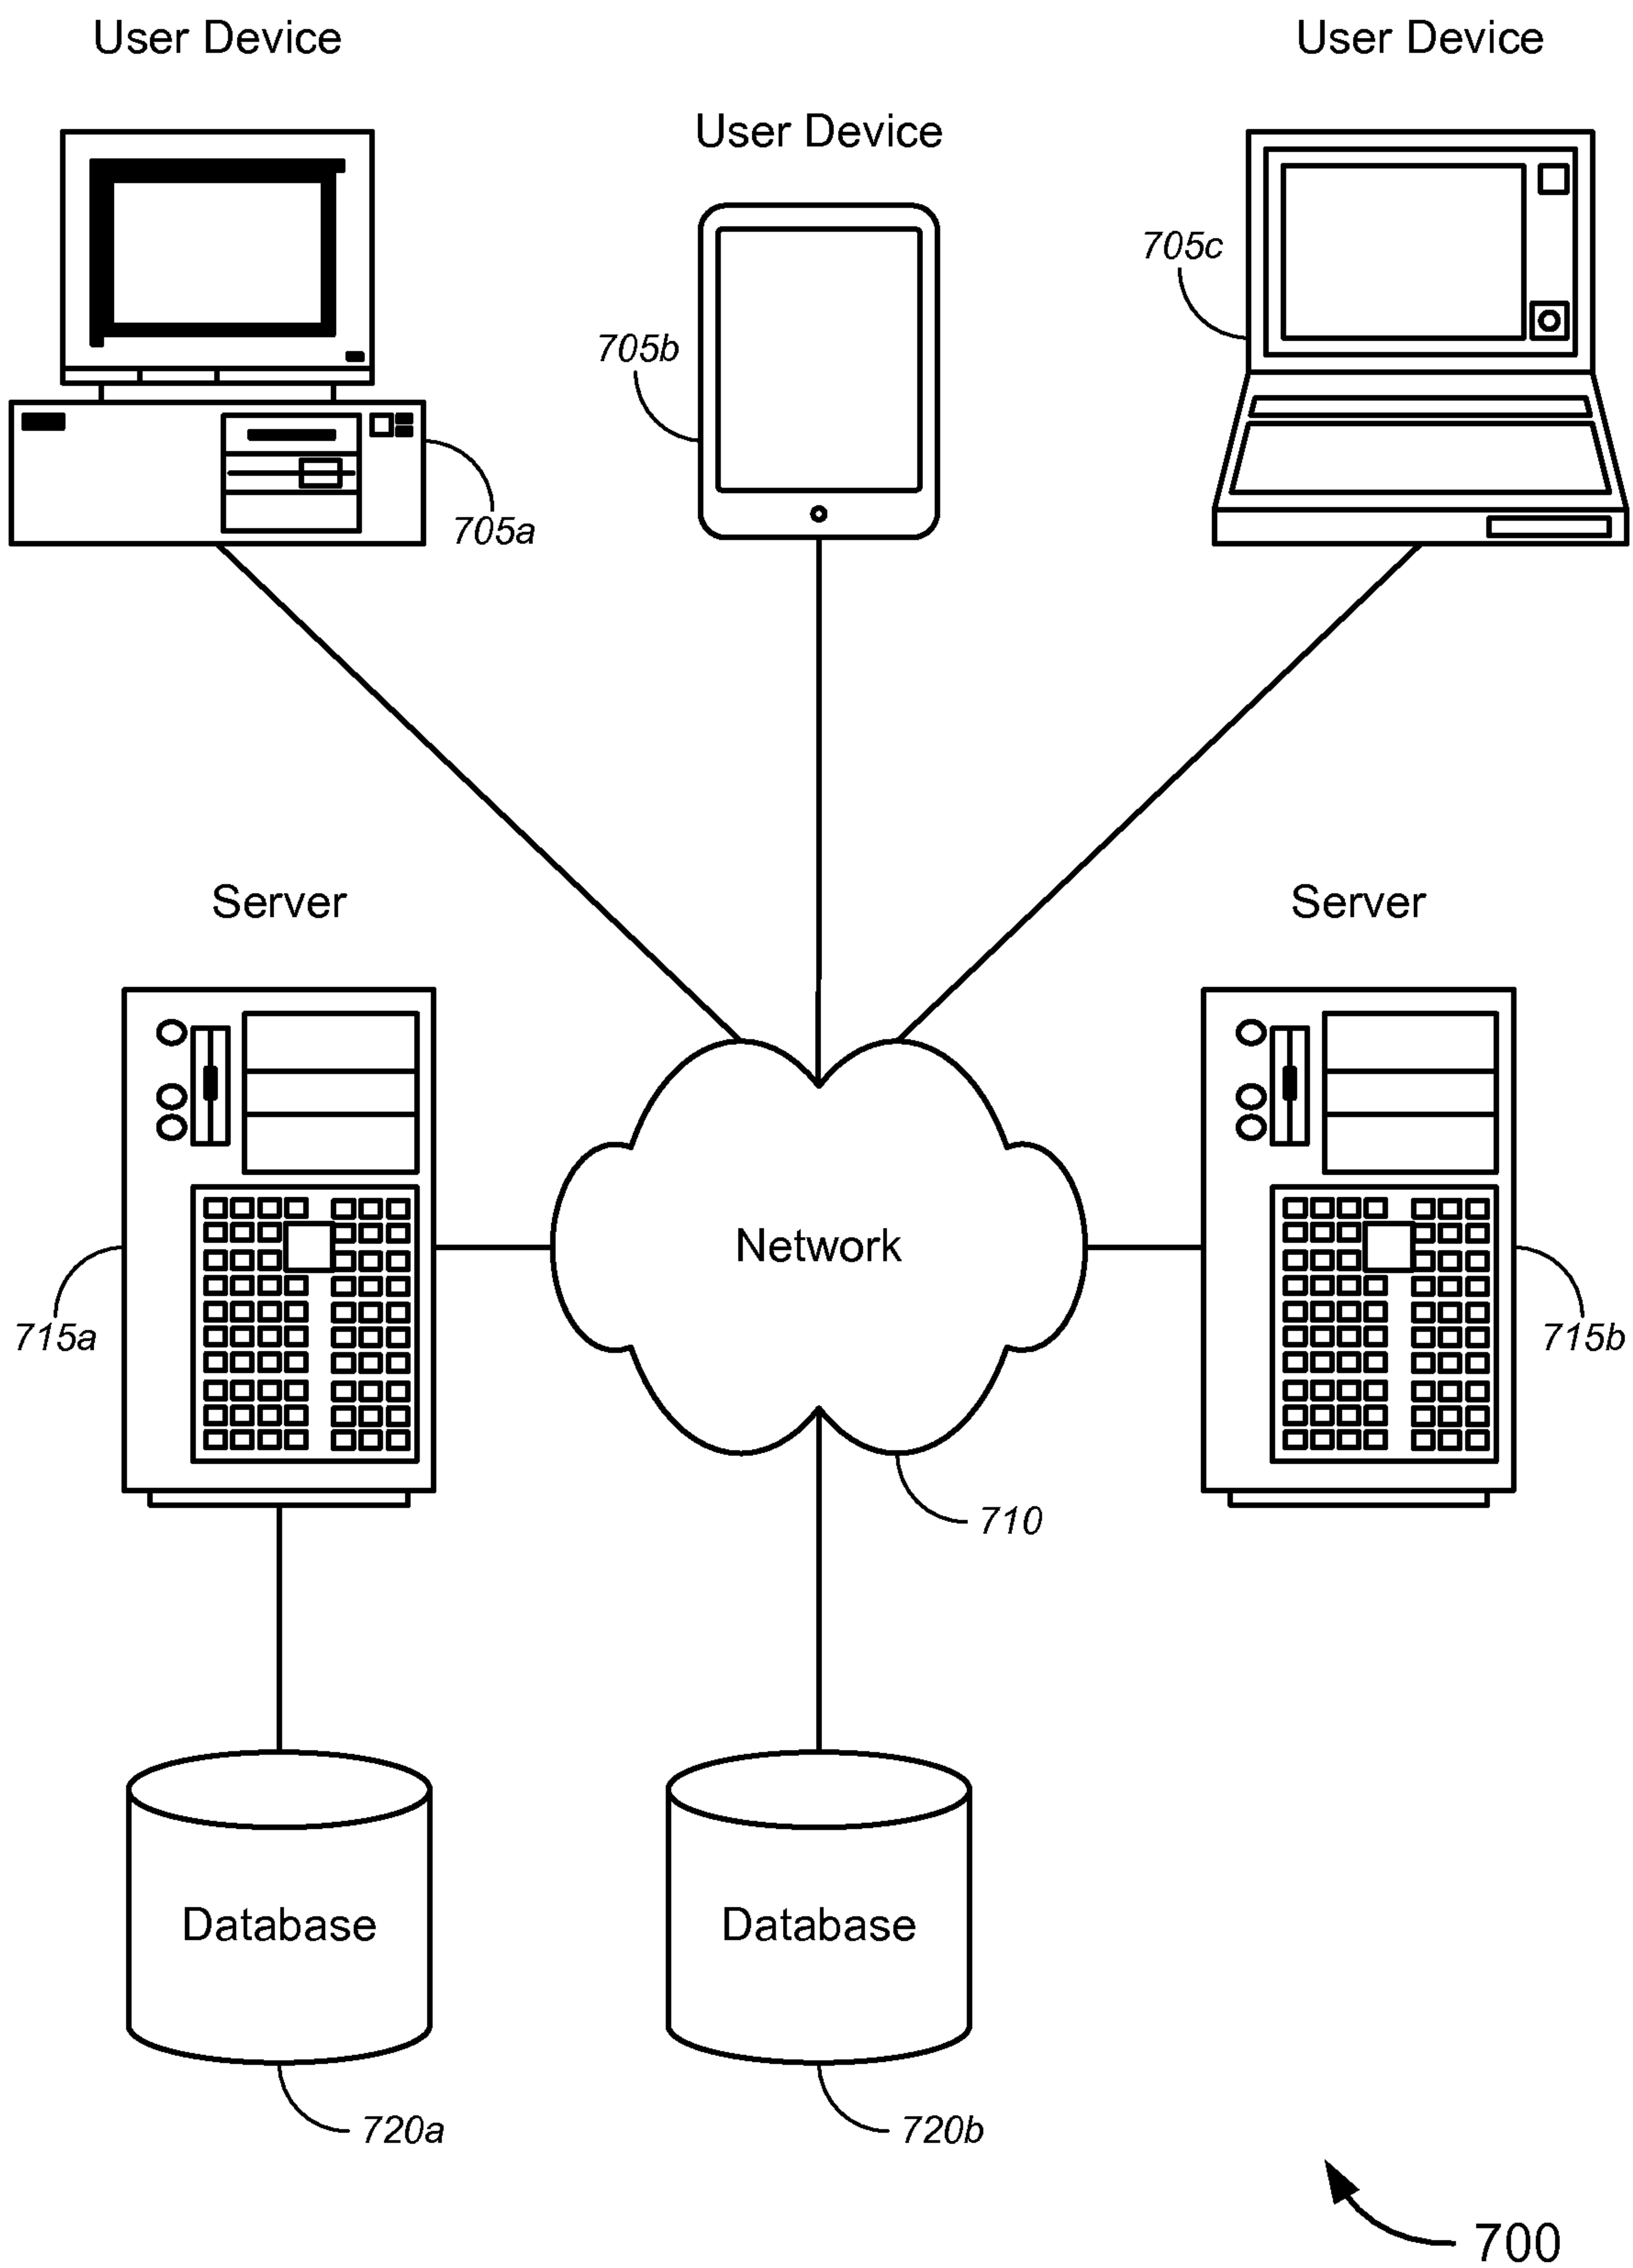 User Device
User Device
User Device
705c
705b
705a
Server
Server
Network
715a
715b
710
Database
Database
720a
720b
700